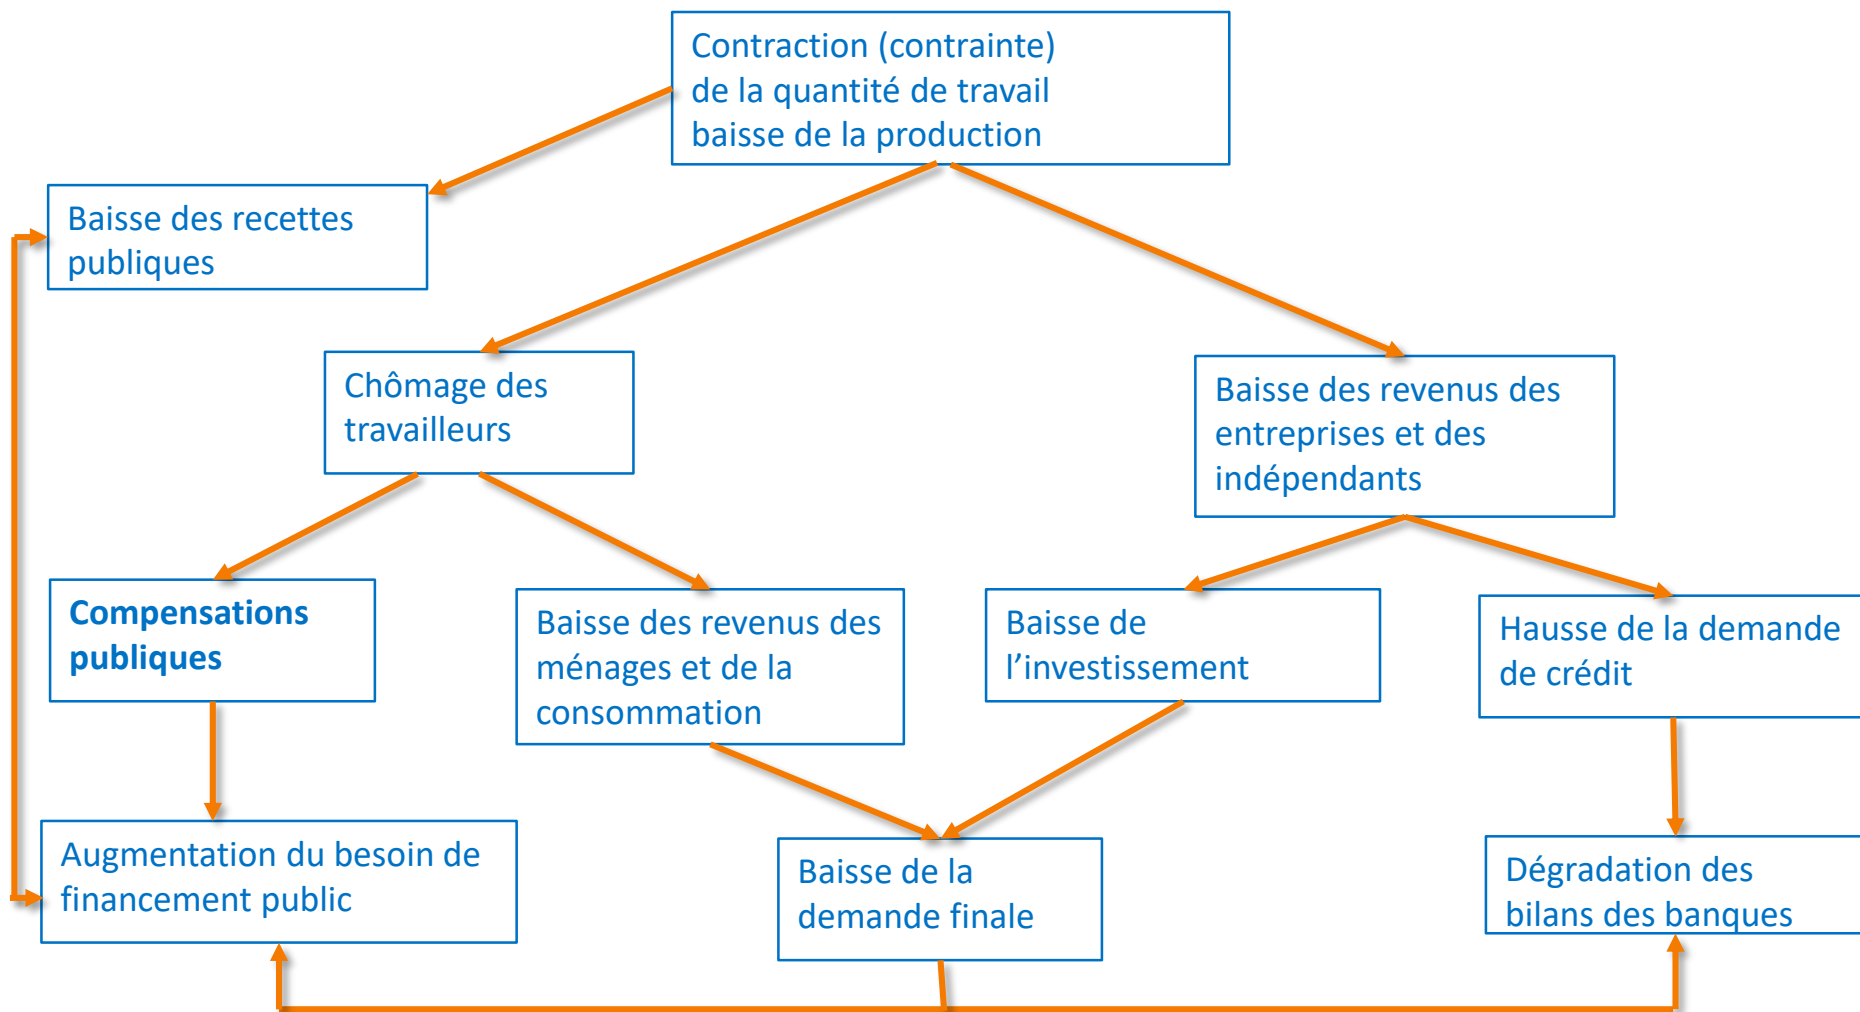 Contraction (contrainte)
de la quantité de travail
baisse de la production
Baisse des recettes
publiques
Chômage des
travailleurs
Baisse des revenus des
entreprises et des
indépendants
Compensations
publiques
Baisse des revenus des
ménages et de la
consommation
Baisse de
l’investissement
Hausse de la demande
de crédit
Augmentation du besoin de
financement public
Baisse de la
demande finale
Dégradation des
bilans des banques